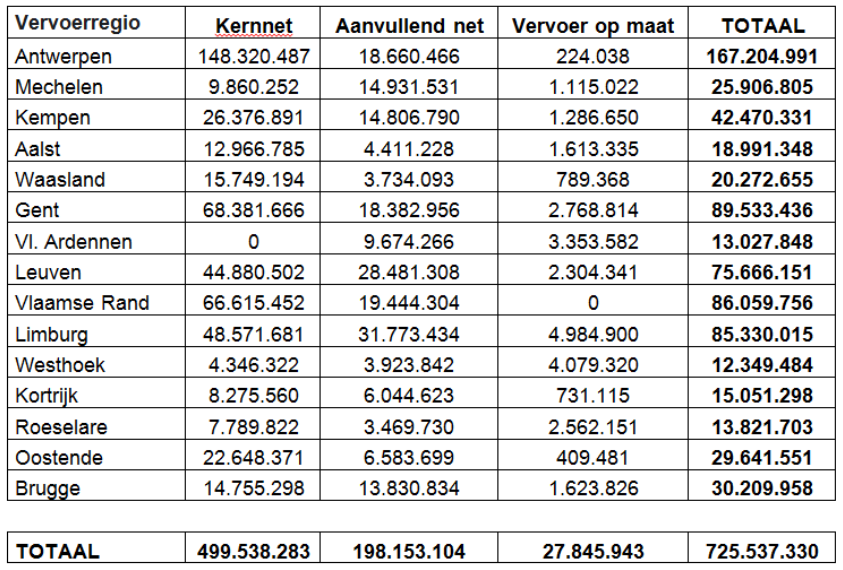 Vervoerregio Kernnet Aanvullend net Vervoer op maat TOTAAL
Antwerpen 148.320.487 18.660.466 224.038 167.204.991
Mechelen 9.860.252 14.931.531 1.115.022 25.906.805
Kempen 26.376.891 14.806.790 1.286.650 42.470.331
Aalst 12.966.785 4.411.228 1.613.335 18.991.348
Waasland 15.749.194 3.734.093 789.368 20.272.655
Gent 68.381.666 18.382.956 2.768.814 89.533.436
Vl. Ardennen 0 9.674.266 3.353.582 13.027.848
Leuven 44.880.502 28.481.308 2.304.341 75.666.151
Vlaamse Rand 66.615.452 19.444.304 0 86.059.756
Limburg 48.571.681 31.773.434 4.984.900 85.330.015
Westhoek 4.346.322 3.923.842 4.079.320 12.349.484
Kortrijk 8.275.560 6.044.623 731.115 15.051.298
Roeselare 7.789.822 3.469.730 2.562.151 13.821.703
Oostende 22.648.371 6.583.699 409.481 29.641.551
Brugge 14.755.298 13.830.834 1.623.826 30.209.958
TOTAAL 499.538.283 198.153.104 27.845.943 725.537.330